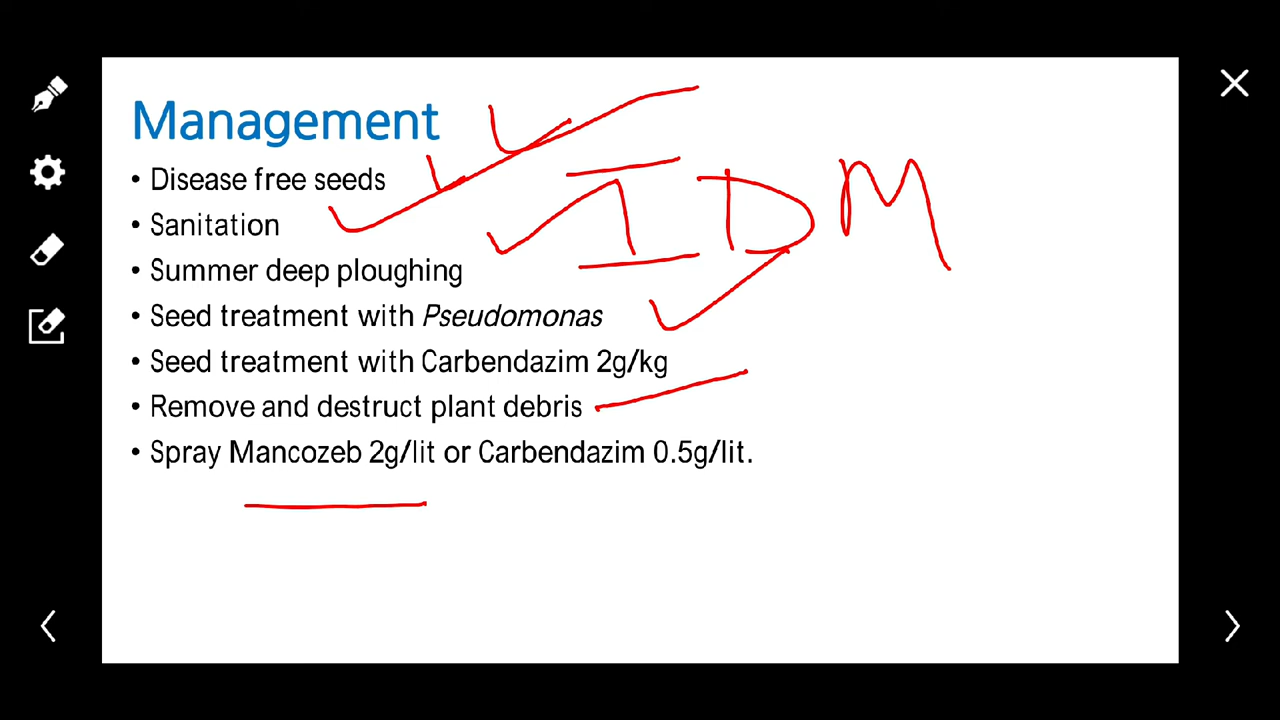 Management
• Disease free seeds
• Sanitation
IDM
• Summer deep ploughing
• Seed treatment with Pseudomonas
• Seed treatment with Carbendazim 2g/kg
• Remove and destruct plant debris
• Spray Mancozeb 2g/lit or Carbendazim 0.5g/lit.